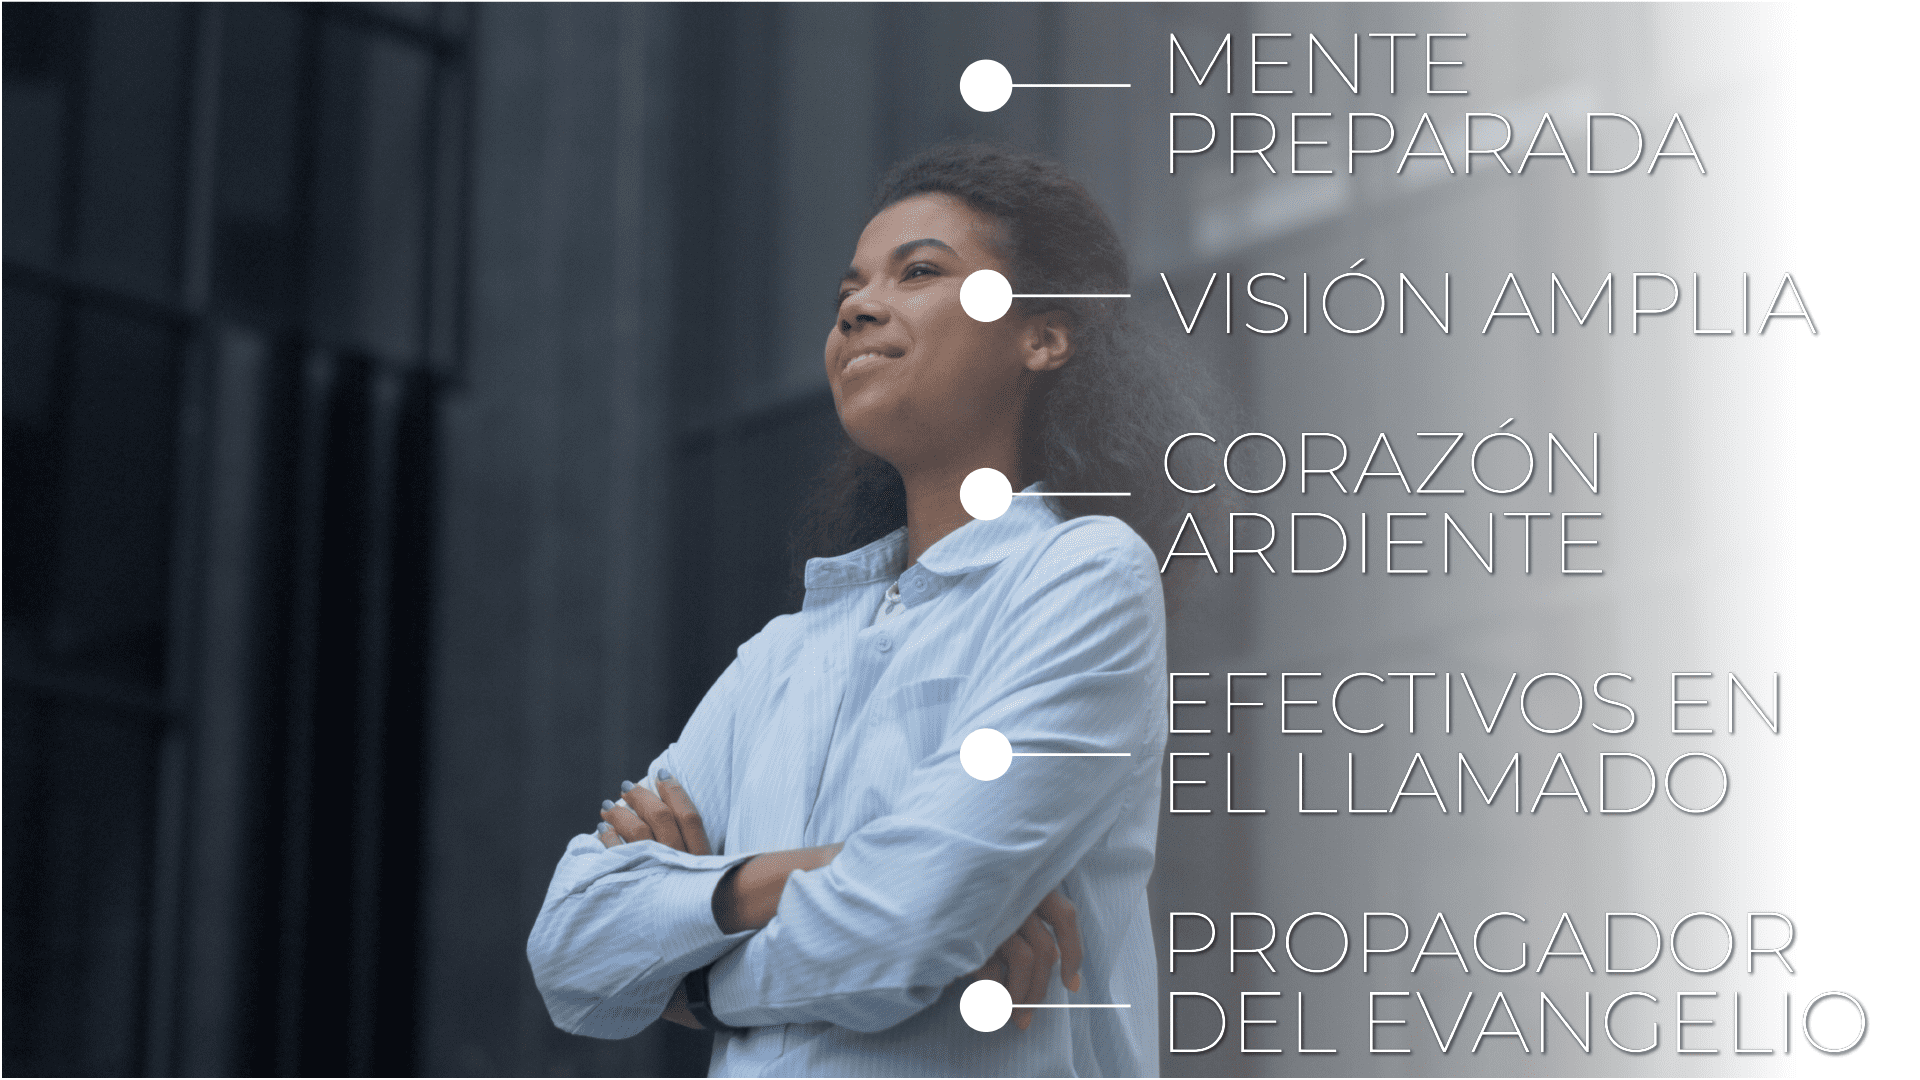 MENTE
PREPARADA
VISIÓN AMPLIA
CORAZÓN
ARDIENTE
EFECTIVOS EN
EL LLAMADO
PROPAGADOR
DEL EVANGELIO